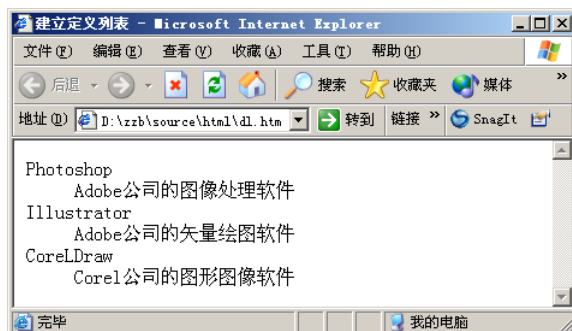 建立定义列表 - Microsoft Internet Explorer
文件(F) 编辑(E) 查看(V) 收藏(A) 工具(T) 帮助(H)
后退 搜索 收藏夹 媒体 »
地址(D) D:\zzb\source\html\dl.htm 转到 链接 » SnagIt
Photoshop
Adobe公司的图像处理软件
Illustrator
Adobe公司的矢量绘图软件
CoreLDraw
Corel公司的图形图像软件
完毕 我的电脑